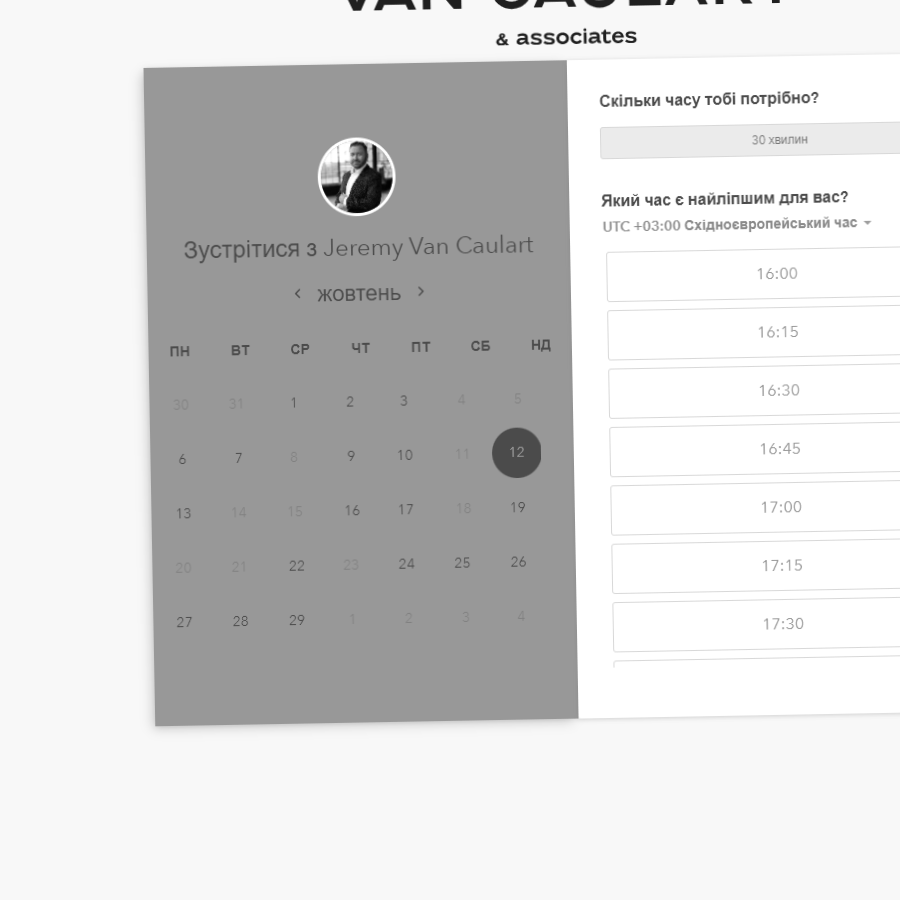 VAN CAULART
& associates
Зустрітися з Jeremy Van Caulart
жовтень
ПН ВТ СР ЧТ ПТ СБ НД
30 31 1 2 3 4 5
6 7 8 9 10 11 12
13 14 15 16 17 18 19
20 21 22 23 24 25 26
27 28 29 1 2 3 4
Скільки часу тобі потрібно?
30 хвилин
Який час є найліпшим для вас?
UTC +03:00 Східноєвропейський час
16:00
16:15
16:30
16:45
17:00
17:15
17:30